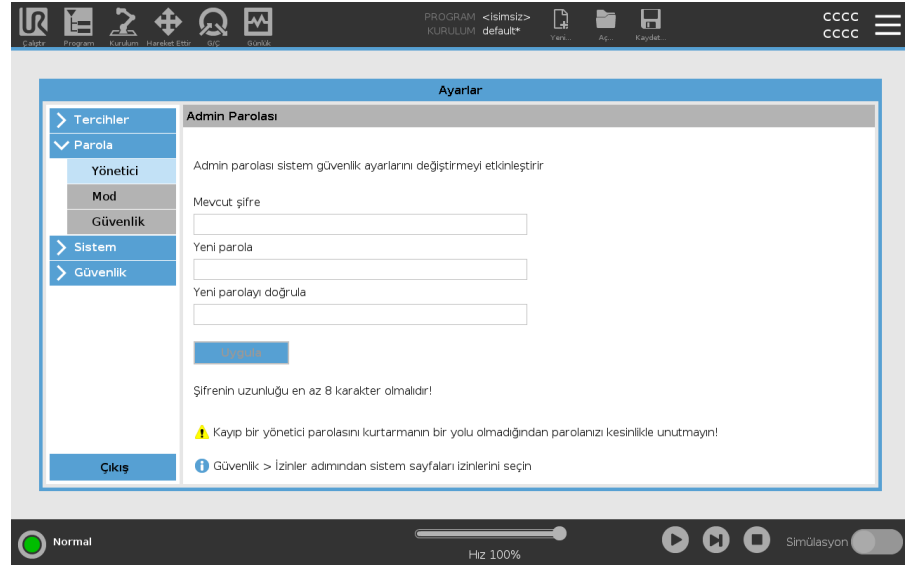 PROGRAM <isimsiz>
KURULUM default*
Çalıştır Program Kurulum Hareket Ettir G/Ç Günlük
Yeni... Aç... Kaydet...
cccc
cccc
Ayarlar
Tercihler
Parola
Yönetici
Mod
Güvenlik
Sistem
Güvenlik
Çıkış
Admin Parolası
Admin parolası sistem güvenlik ayarlarını değiştirmeyi etkinleştirir
Mevcut şifre
Yeni parola
Yeni parolayı doğrula
Uygula
Şifrenin uzunluğu en az 8 karakter olmalıdır!
Kayıp bir yönetici parolasını kurtarmanın bir yolu olmadığından parolanızı kesinlikle unutmayın!
Güvenlik > İzinler adımından sistem sayfaları izinlerini seçin
Normal
Hız 100%
Simülasyon